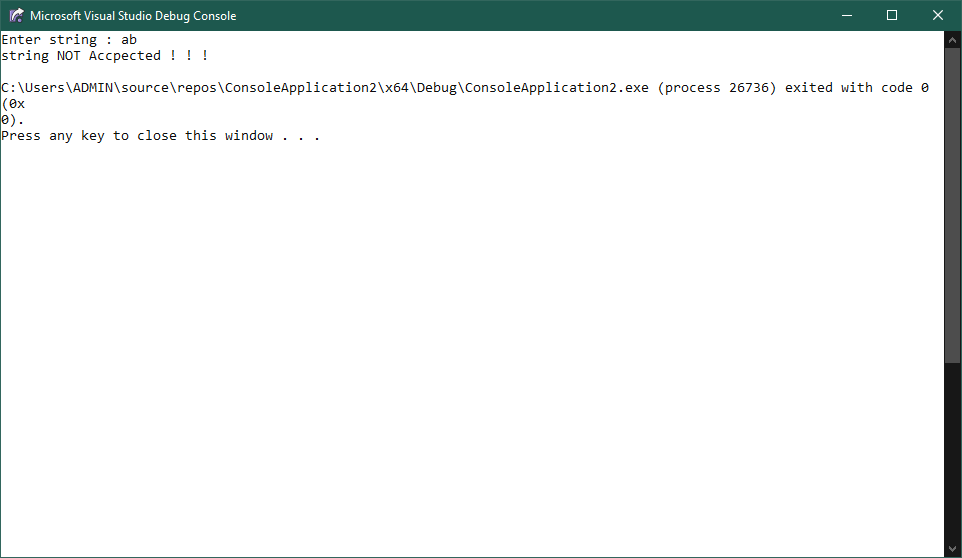 Microsoft Visual Studio Debug Console
Enter string : ab
string NOT Accpected ! ! !
C:\Users\ADMIN\source\repos\ConsoleApplication2\x64\Debug\ConsoleApplication2.exe (process 26736) exited with code 0
(0x
0).
Press any key to close this window . . .